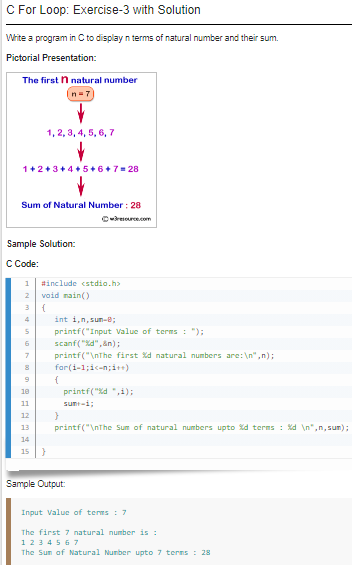 C For Loop: Exercise-3 with Solution
Write a program in C to display n terms of natural number and their sum.
Pictorial Presentation:
The first n natural number
n = 7
1, 2, 3, 4, 5, 6, 7
1 + 2 + 3 + 4 + 5 + 6 + 7 = 28
Sum of Natural Number : 28
© w3resource.com
Sample Solution:
C Code:
1 #include <stdio.h>
2 void main()
3 {
4 int i,n,sum=0;
5 printf("Input Value of terms : ");
6 scanf("%d",&n);
7 printf("\nThe first %d natural numbers are:\n",n);
8 for(i=1;i<=n;i++)
9 {
10 printf("%d ",i);
11 sum+=i;
12 }
13 printf("\nThe Sum of natural numbers upto %d terms : %d \n",n,sum);
14
15 }
Sample Output:
Input Value of terms : 7
The first 7 natural number is :
1 2 3 4 5 6 7
The Sum of Natural Number upto 7 terms : 28